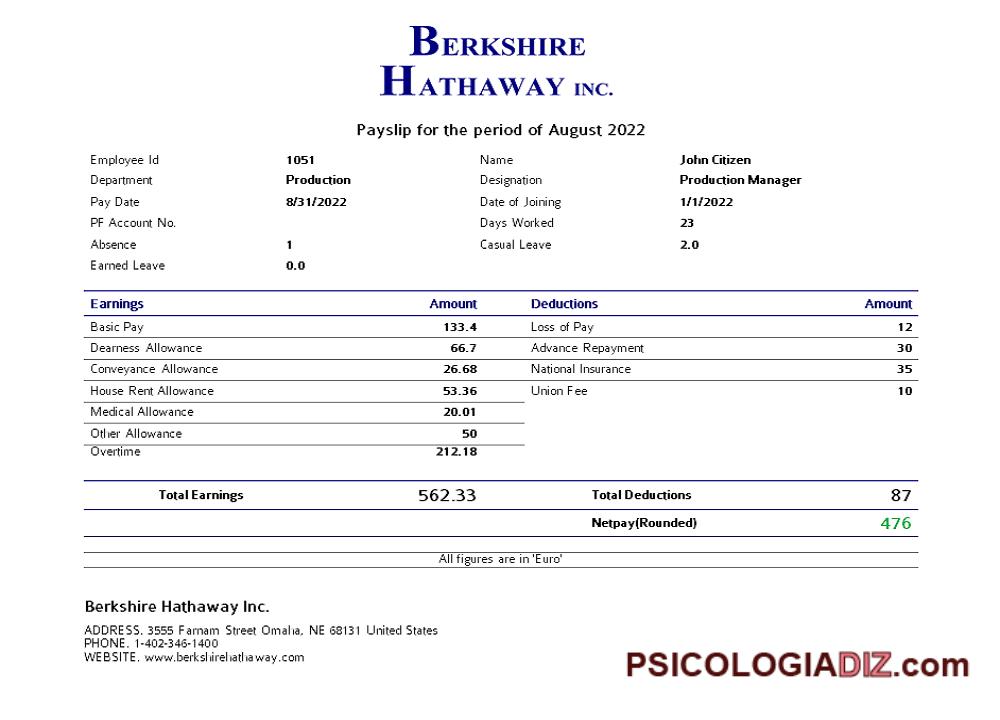 BERKSHIRE
HATHAWAY INC.
Payslip for the period of August 2022
Employee Id 1051 Name John Citizen
Department Production Designation Production Manager
Pay Date 8/31/2022 Date of Joining 1/1/2022
PF Account No. Days Worked 23
Absence 1 Casual Leave 2.0
Earned Leave 0.0
Earnings Amount Deductions Amount
Basic Pay 133.4 Loss of Pay 12
Dearness Allowance 66.7 Advance Repayment 30
Conveyance Allowance 26.68 National Insurance 35
House Rent Allowance 53.36 Union Fee 10
Medical Allowance 20.01
Other Allowance 50
Overtime 212.18
Total Earnings 562.33 Total Deductions 87
Netpay(Rounded) 476
All figures are in 'Euro'
Berkshire Hathaway Inc.
ADDRESS. 3555 Farnam Street Omaha, NE 68131 United States
PHONE. 1-402-346-1400
WEBSITE. www.berkshirehathaway.com
PSICOLOGIADIZ.com